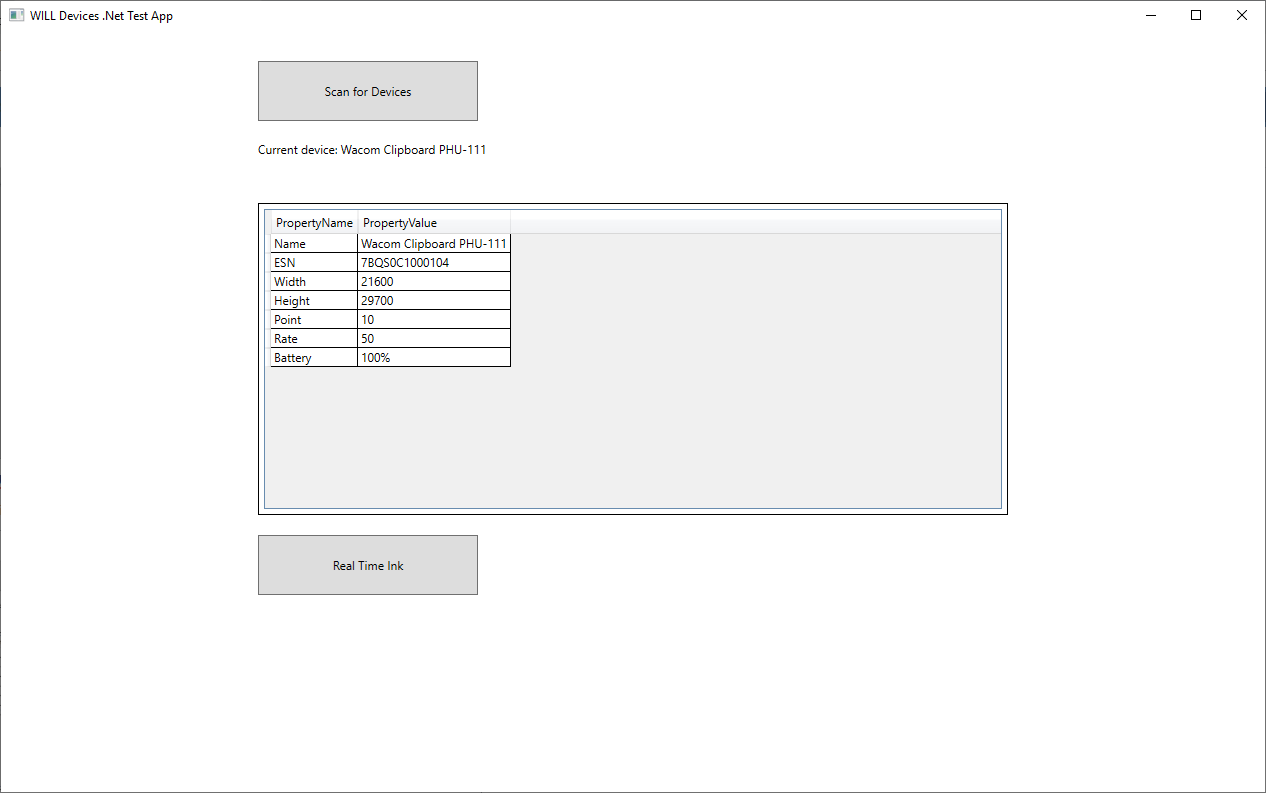 WILL Devices .Net Test App
Scan for Devices
Current device: Wacom Clipboard PHU-111
PropertyName PropertyValue
Name Wacom Clipboard PHU-111
ESN 7BQS0C1000104
Width 21600
Height 29700
Point 10
Rate 50
Battery 100%
Real Time Ink